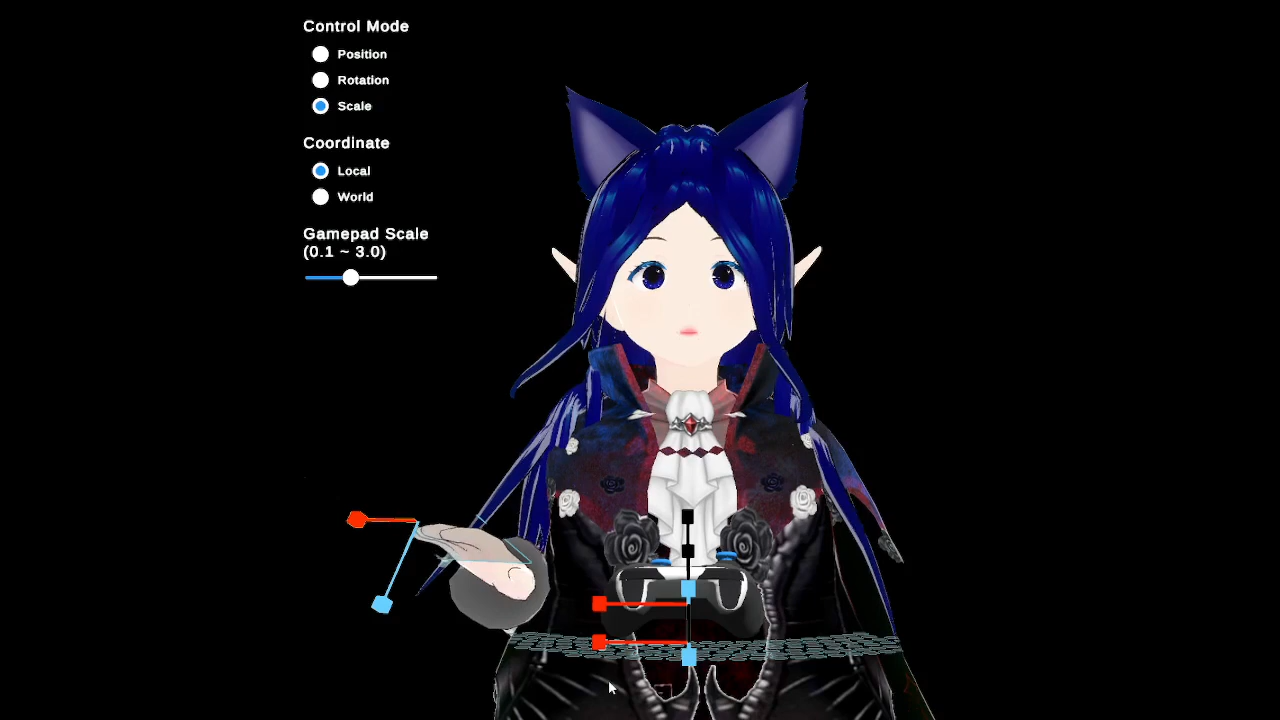 Control Mode
Position
Rotation
Scale
Coordinate
Local
World
Gamepad Scale
(0.1 ~ 3.0)